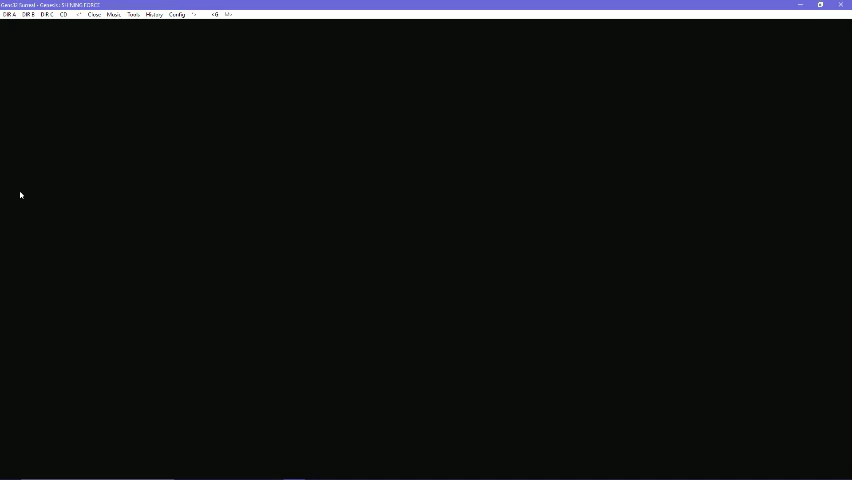 Gens32 Surreal - Genesis : SHINING FORCE
DIR A DIR B DIR C CD <* Close Music Tools History Config *> <G M>